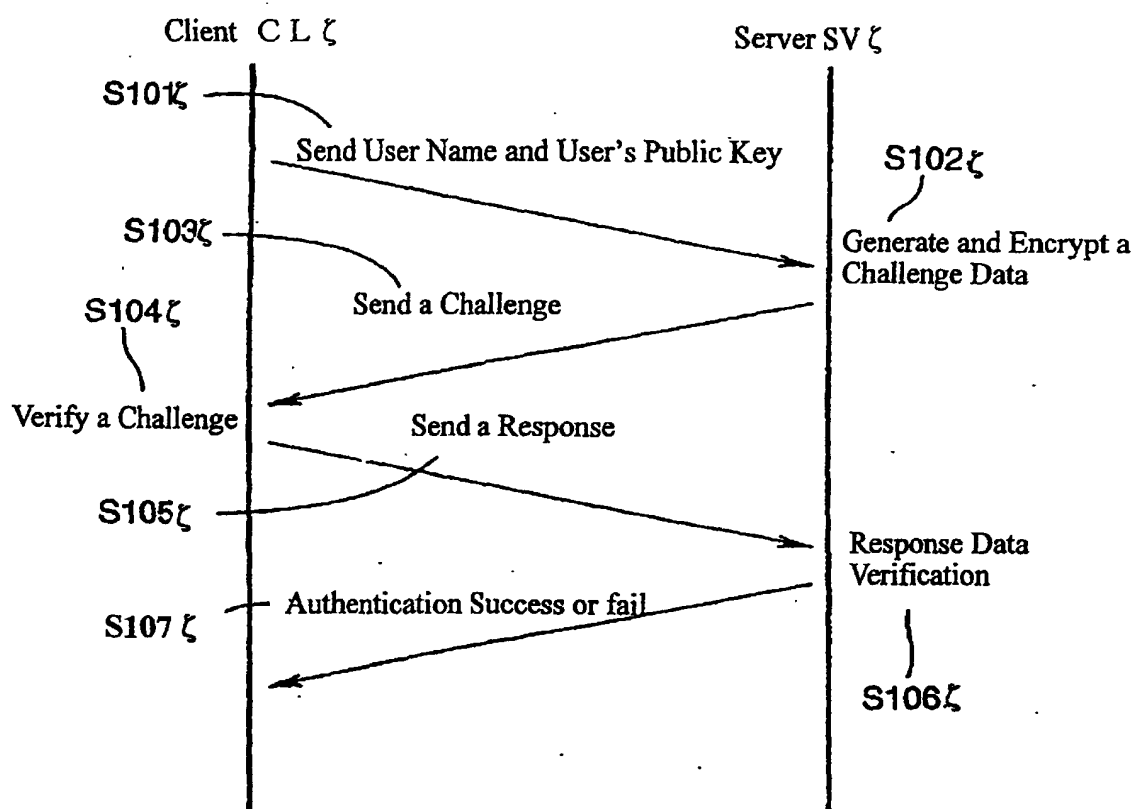 Client C L ζ
Server SV ζ
S101ζ
Send User Name and User's Public Key
S102ζ
S103ζ
Generate and Encrypt a
Challenge Data
Send a Challenge
S104ζ
Verify a Challenge
Send a Response
S105ζ
Response Data
Verification
Authentication Success or fail
S107 ζ
S106ζ